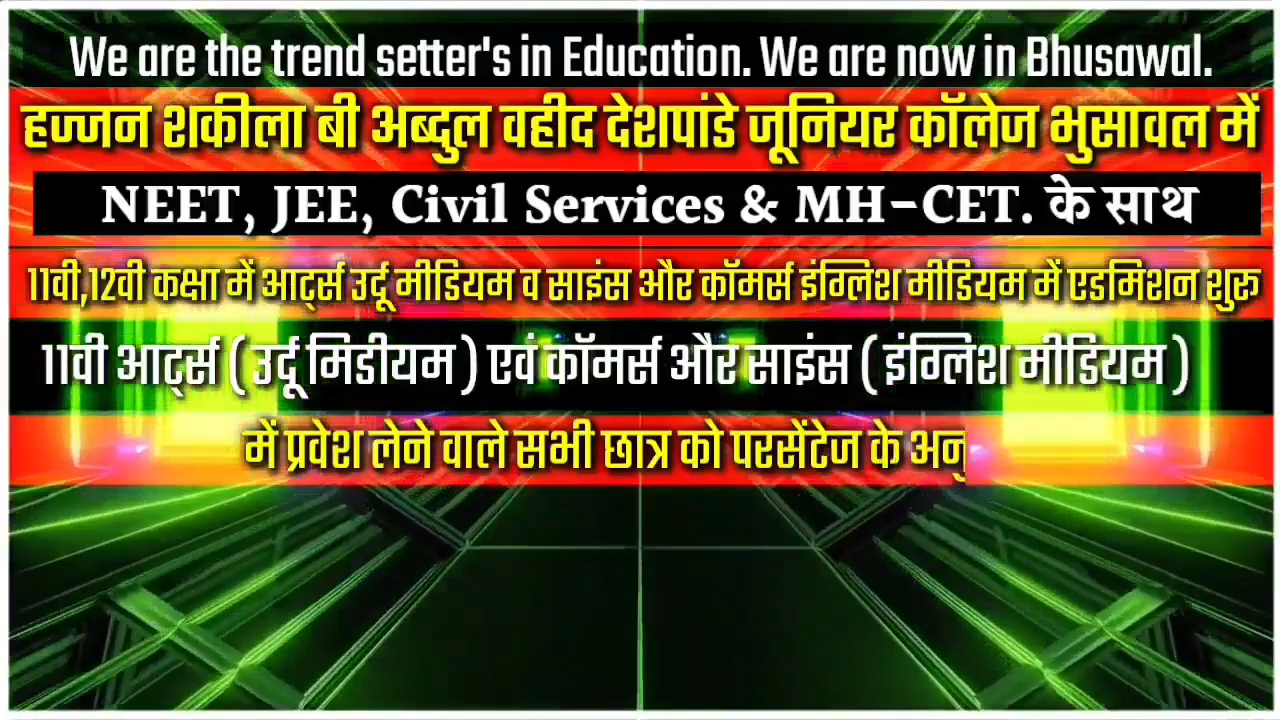 We are the trend setter's in Education. We are now in Bhusawal.
हज्जन शकीला बी अब्दुल वहीद देशपांडे जूनियर कॉलेज भुसावल में
NEET, JEE, Civil Services & MH-CET. के साथ
11वी,12वी कक्षा में आर्ट्स उर्दू मीडियम व साइंस और कॉमर्स इंग्लिश मीडियम में एडमिशन शुरू
11वी आर्ट्स ( उर्दू मिडीयम ) एवं कॉमर्स और साइंस ( इंग्लिश मीडियम )
में प्रवेश लेने वाले सभी छात्र को परसेंटेज के